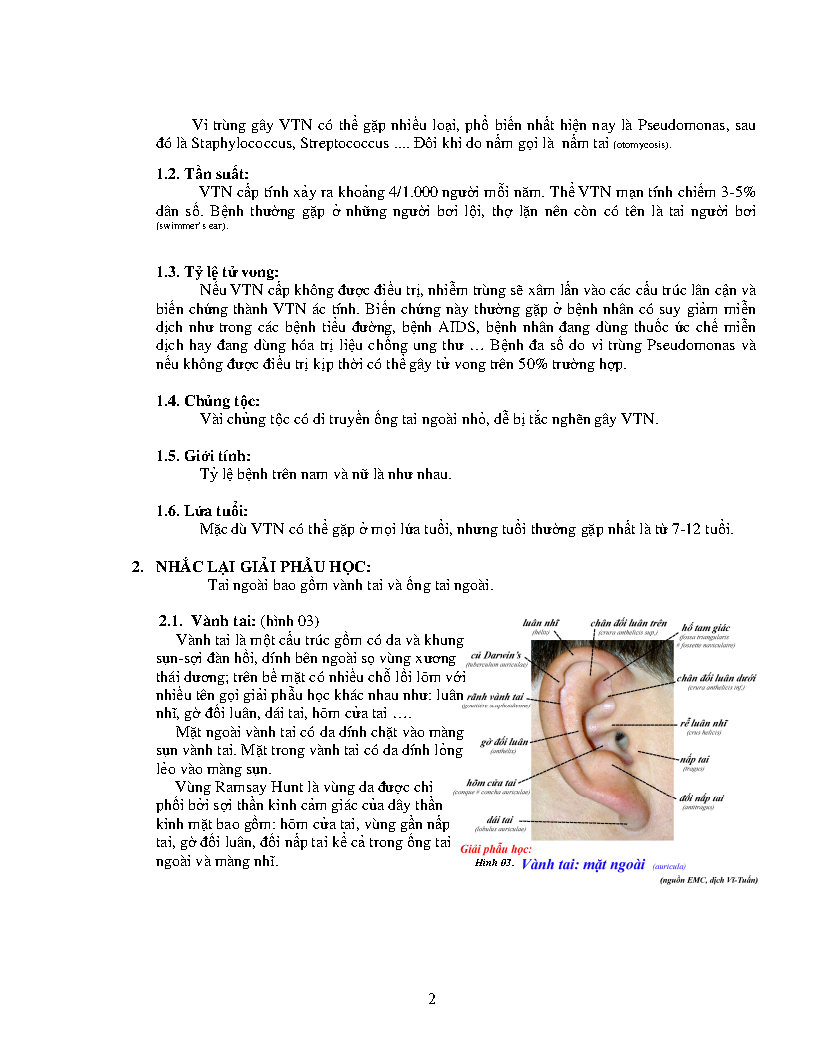 Vi trùng gây VTN có thể gặp nhiều loại, phổ biến nhất hiện nay là Pseudomonas, sau
đó là Staphylococcus, Streptococcus .... Đôi khi do nấm gọi là nấm tai (otomycosis).
1.2. Tần suất:
VTN cấp tính xảy ra khoảng 4/1.000 người mỗi năm. Thể VTN mạn tính chiếm 3-5%
dân số. Bệnh thường gặp ở những người bơi lội, thợ lặn nên còn có tên là tai người bơi
(swimmer's ear).
1.3. Tỷ lệ tử vong:
Nếu VTN cấp không được điều trị, nhiễm trùng sẽ xâm lấn vào các cấu trúc lân cận và
biến chứng thành VTN ác tính. Biến chứng này thường gặp ở bệnh nhân có suy giảm miễn
dịch như trong các bệnh tiểu đường, bệnh AIDS, bệnh nhân đang dùng thuốc ức chế miễn
dịch hay đang dùng hóa trị liệu chống ung thư … Bệnh đa số do vi trùng Pseudomonas và
nếu không được điều trị kịp thời có thể gây tử vong trên 50% trường hợp.
1.4. Chủng tộc:
Vài chủng tộc có di truyền ống tai ngoài nhỏ, dễ bị tắc nghẽn gây VTN.
1.5. Giới tính:
Tỷ lệ bệnh trên nam và nữ là như nhau.
1.6. Lứa tuổi:
Mặc dù VTN có thể gặp ở mọi lứa tuổi, nhưng tuổi thường gặp nhất là từ 7-12 tuổi.
2. NHẮC LẠI GIẢI PHẪU HỌC:
Tai ngoài bao gồm vành tai và ống tai ngoài.
2.1. Vành tai: (hình 03)
Vành tai là một cấu trúc gồm có da và khung
sụn-sợi đàn hồi, dính bên ngoài sọ vùng xương
thái dương; trên bề mặt có nhiều chỗ lồi lõm với
nhiều tên gọi giải phẫu học khác nhau như: luân
nhĩ, gờ đối luân, dái tai, hõm cửa tai ….
Mặt ngoài vành tai có da dính chặt vào màng
sụn vành tai. Mặt trong vành tai có da dính lỏng
lẻo vào màng sụn.
Vùng Ramsay Hunt là vùng da được chi
phối bởi sợi thần kinh cảm giác của dây thần
kinh mặt bao gồm: hõm cửa tai, vùng gần nấp
tai, gờ đối luân, đối nấp tai kể cả trong ống tai
ngoài và màng nhĩ.
luân nhĩ
(hélix)
chân đối luân trên
(crura anthelicis sup.)
hố tam giác
(fossa triangularis
# fossette naviculaire)
củ Darwin's
(tuberculum auriculae)
chân đối luân dưới
(crura anthelicis inf.)
rãnh vành tai
(gouttière scaphoidienne)
rễ luân nhĩ
(crus helicis)
gờ đối luân
(anthélix)
nấp tai
(tragus)
hõm cửa tai
(conque # concha auriculae)
đối nấp tai
(antitragus)
dái tai
(lobulus auriculae)
Giải phẫu học:
Hình 03. Vành tai: mặt ngoài (auricula)
(nguồn EMC, dịch Vĩ-Tuấn)
2